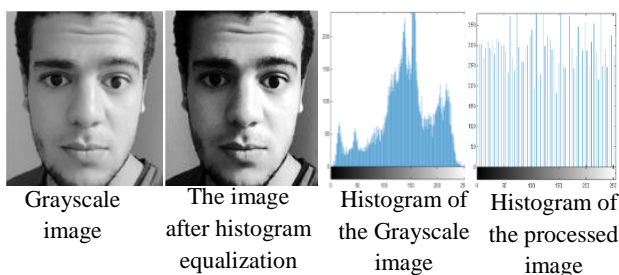 Grayscale
image
The image
after histogram
equalization
Histogram of
the Grayscale
image
Histogram of
the processed
image